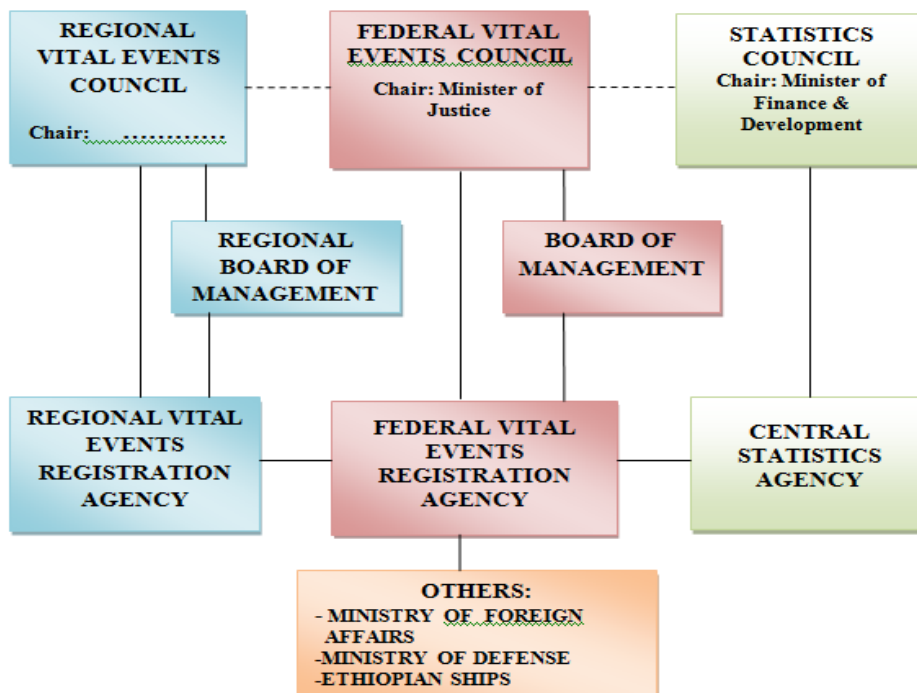 REGIONAL
VITAL EVENTS
COUNCIL
Chair: ............
FEDERAL VITAL
EVENTS COUNCIL
Chair: Minister of
Justice
STATISTICS
COUNCIL
Chair: Minister of
Finance &
Development
REGIONAL
BOARD OF
MANAGEMENT
BOARD OF
MANAGEMENT
REGIONAL VITAL
EVENTS
REGISTRATION
AGENCY
FEDERAL VITAL
EVENTS
REGISTRATION
AGENCY
CENTRAL
STATISTICS
AGENCY
OTHERS:
- MINISTRY OF FOREIGN
AFFAIRS
-MINISTRY OF DEFENSE
-ETHIOPIAN SHIPS